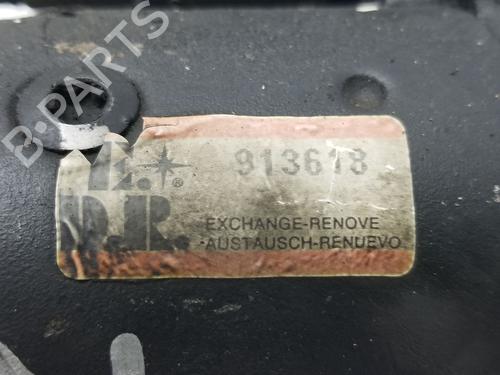 B-PARTS
E. ® 913618
D.R. EXCHANGE-RENOVE
AUSTAUSCH-RENUEVO